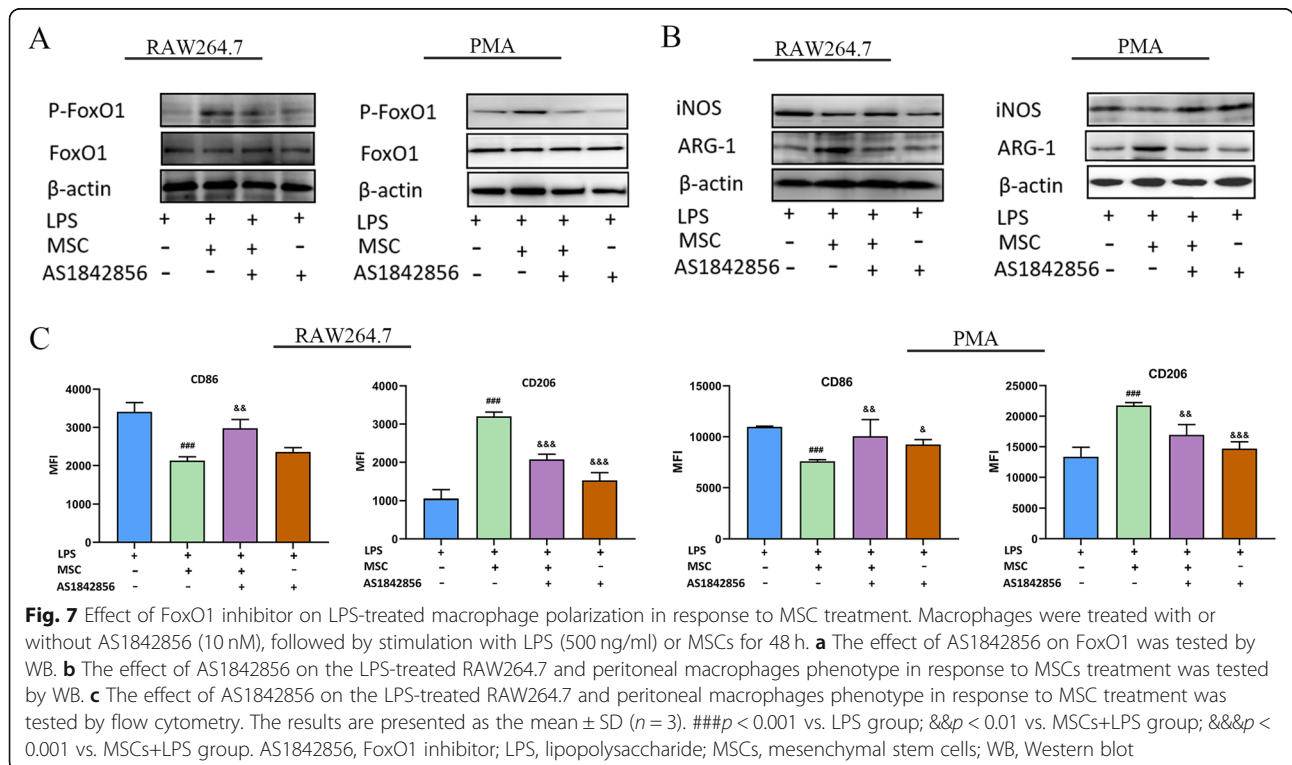 A
RAW264.7
PMA
P-FoxO1
FoxO1
β-actin
LPS + + + +
MSC - + + -
AS1842856 - - + +
P-FoxO1
FoxO1
β-actin
LPS + + + +
MSC - + + -
AS1842856 - - + +
B
RAW264.7
PMA
iNOS
ARG-1
β-actin
LPS + + + +
MSC - + + -
AS1842856 - - + +
iNOS
ARG-1
β-actin
LPS + + + +
MSC - + + -
AS1842856 - - + +
C
RAW264.7
PMA
CD86
MFI
4000
3000
2000
1000
0
###
&&
LPS + + + +
MSC - + + -
AS1842856 - - + +
CD206
MFI
4000
3000
2000
1000
0
###
&&&
&&&
LPS + + + +
MSC - + + -
AS1842856 - - + +
CD86
MFI
15000
10000
5000
0
###
&&
&
LPS + + + +
MSC - + + -
AS1842856 - - + +
CD206
MFI
25000
20000
15000
10000
5000
0
###
&&
&&&
LPS + + + +
MSC - + + -
AS1842856 - - + +
Fig. 7 Effect of FoxO1 inhibitor on LPS-treated macrophage polarization in response to MSC treatment. Macrophages were treated with or
without AS1842856 (10 nM), followed by stimulation with LPS (500 ng/ml) or MSCs for 48 h. a The effect of AS1842856 on FoxO1 was tested by
WB. b The effect of AS1842856 on the LPS-treated RAW264.7 and peritoneal macrophages phenotype in response to MSCs treatment was tested
by WB. c The effect of AS1842856 on the LPS-treated RAW264.7 and peritoneal macrophages phenotype in response to MSC treatment was
tested by flow cytometry. The results are presented as the mean ± SD (n = 3). ###p < 0.001 vs. LPS group; &&p < 0.01 vs. MSCs+LPS group; &&&p <
0.001 vs. MSCs+LPS group. AS1842856, FoxO1 inhibitor; LPS, lipopolysaccharide; MSCs, mesenchymal stem cells; WB, Western blot